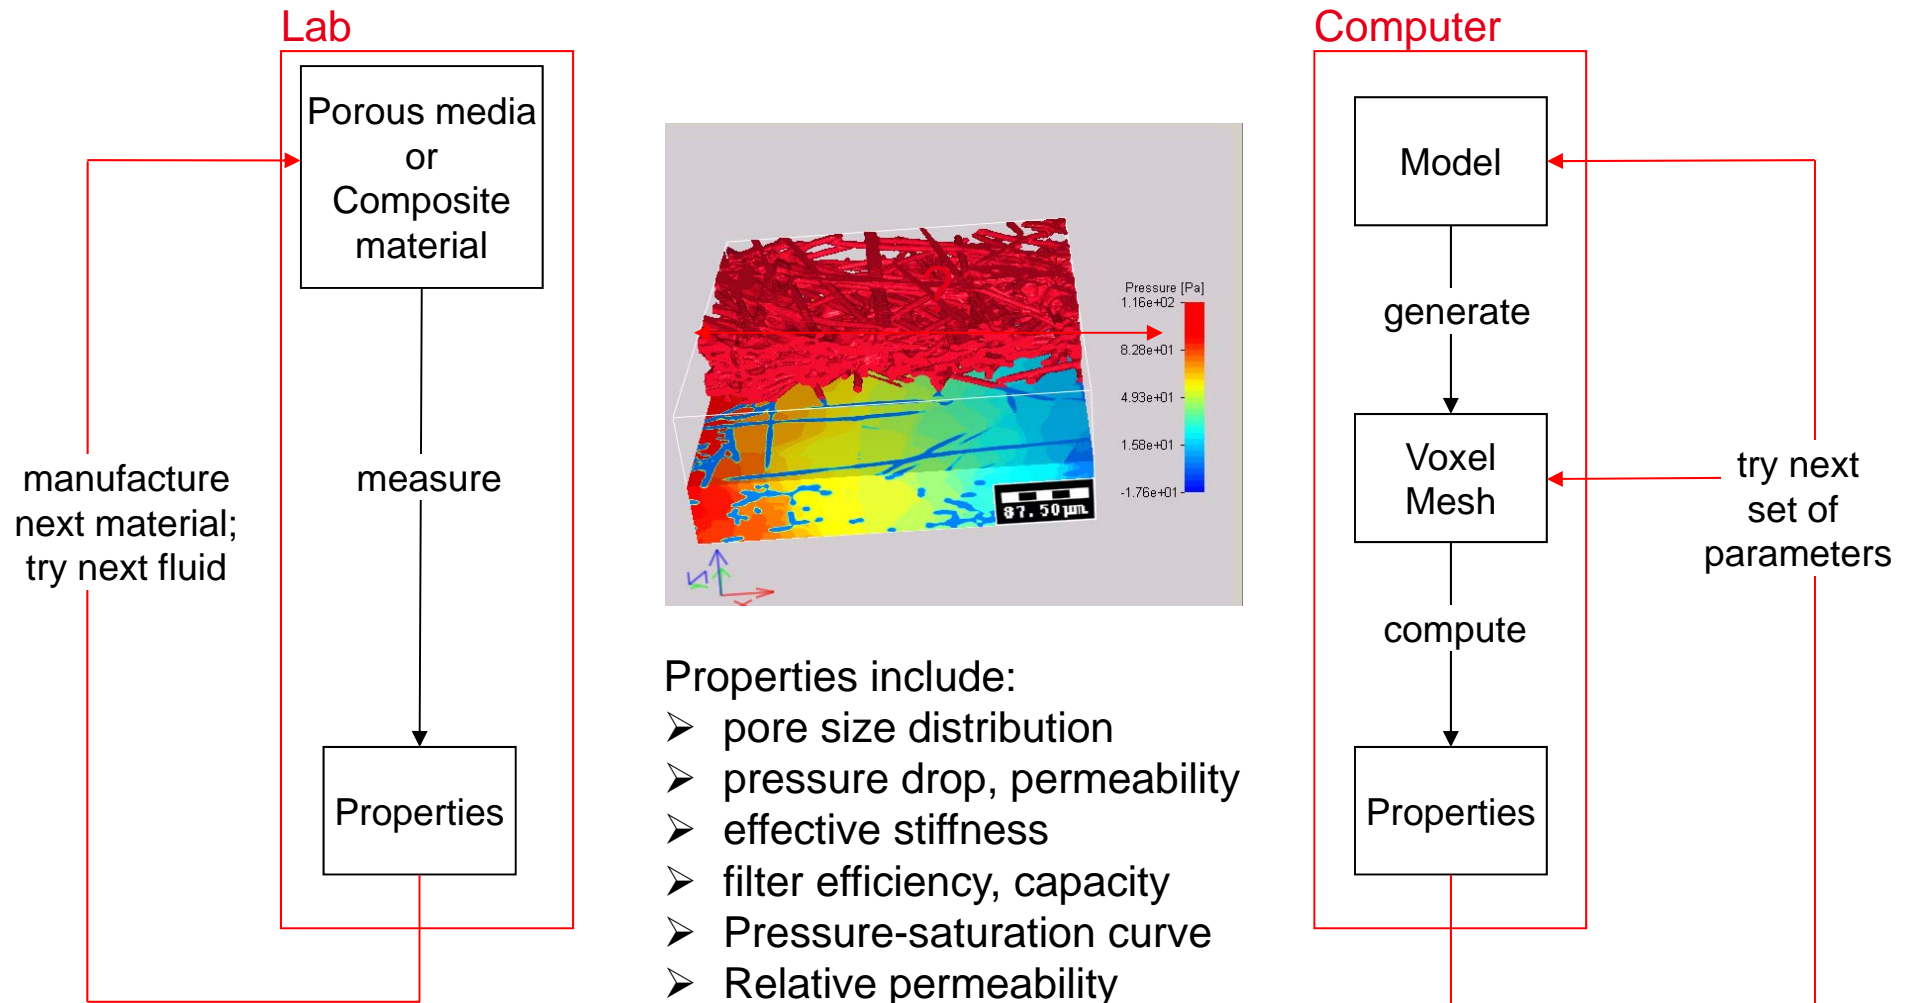 Lab
Porous media
or
Composite
material
manufacture
next material;
try next fluid
measure
Properties
?
Pressure [Pa]
1.16e+02
8.28e+01
4.93e+01
1.58e+01
-1.76e+01
87.50µm
Z
Y
X
Properties include:
➢ pore size distribution
➢ pressure drop, permeability
➢ effective stiffness
➢ filter efficiency, capacity
➢ Pressure-saturation curve
➢ Relative permeability
Computer
Model
generate
Voxel
Mesh
compute
Properties
try next
set of
parameters